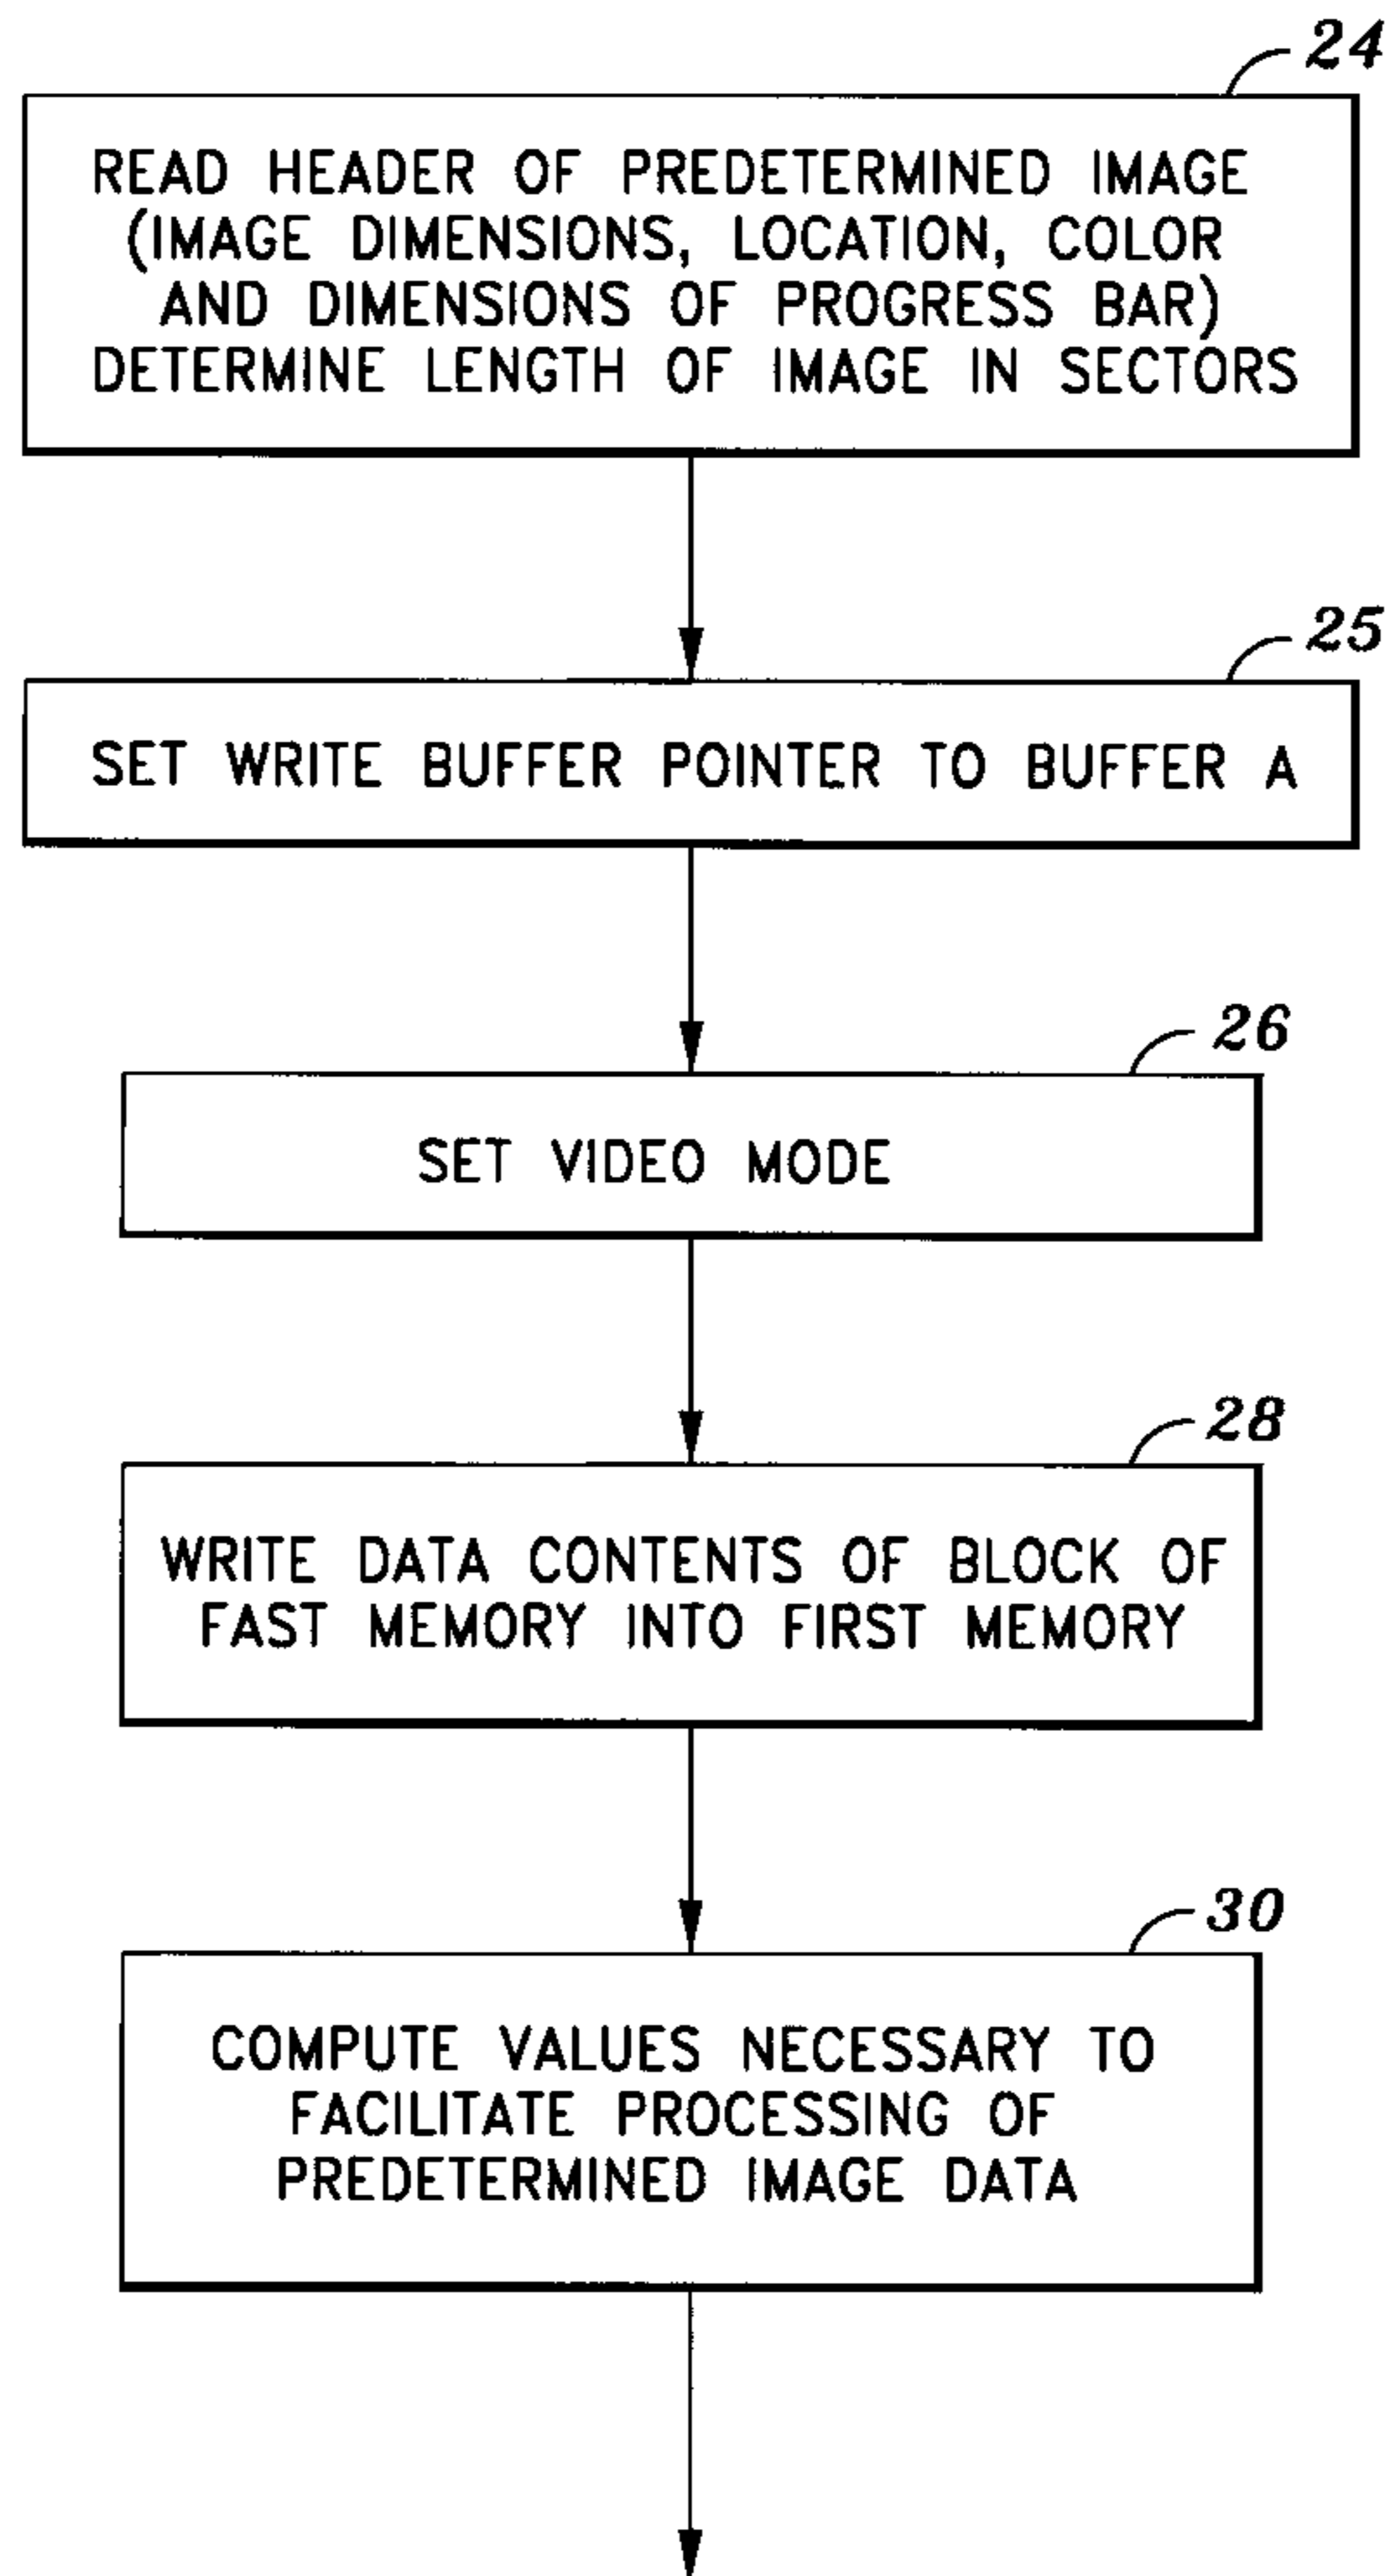 24
READ HEADER OF PREDETERMINED IMAGE
(IMAGE DIMENSIONS, LOCATION, COLOR
AND DIMENSIONS OF PROGRESS BAR)
DETERMINE LENGTH OF IMAGE IN SECTORS
25
SET WRITE BUFFER POINTER TO BUFFER A
26
SET VIDEO MODE
28
WRITE DATA CONTENTS OF BLOCK OF
FAST MEMORY INTO FIRST MEMORY
30
COMPUTE VALUES NECESSARY TO
FACILITATE PROCESSING OF
PREDETERMINED IMAGE DATA